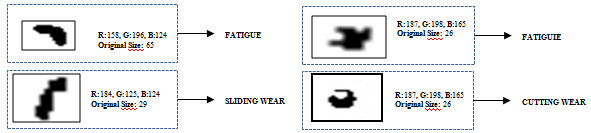 R:158, G:196, B:124
Original Size: 65
FATIGUE
R:187, G:198, B:165
Original Size: 26
FATIGUIE
R:184, G:125, B:124
Original Size: 29
SLIDING WEAR
R:187, G:198, B:165
Original Size: 26
CUTTING WEAR